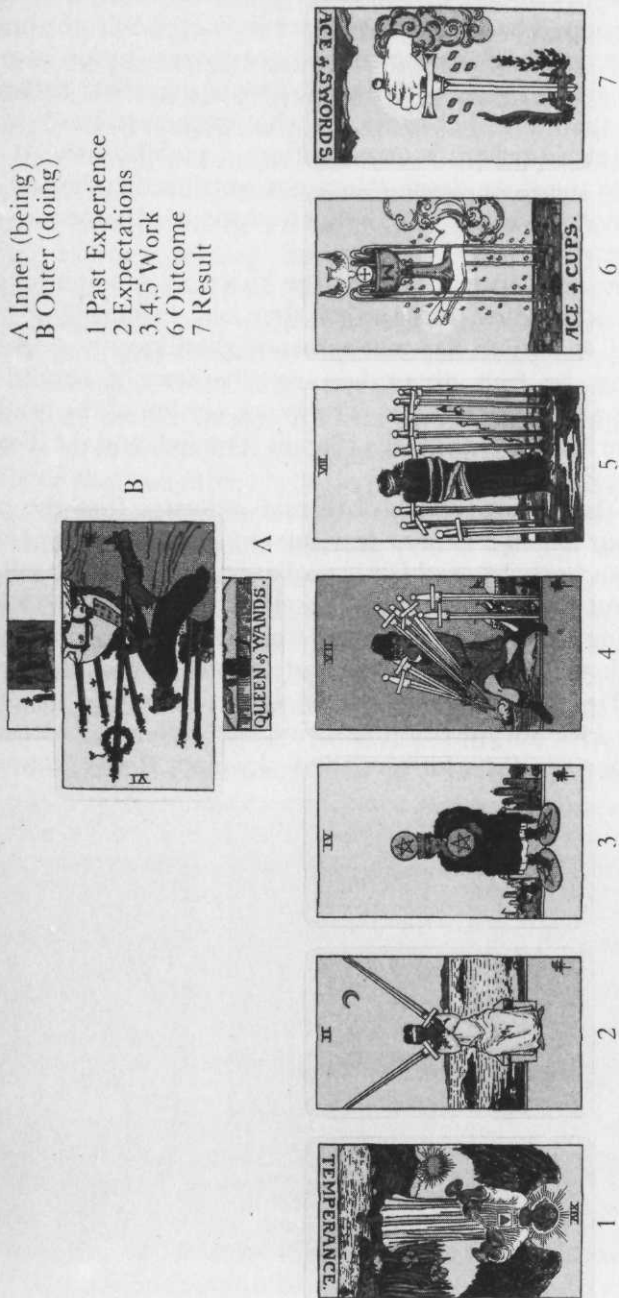 A Inner (being)
B Outer (doing)
1 Past Experience
2 Expectations
3,4,5 Work
6 Outcome
7 Result
VI
B
QUEEN of WANDS.
A
TEMPERANCE.
XIV
II
IV
VII
VIII
ACE of CUPS.
ACE of SWORDS.
1
2
3
4
5
6
7